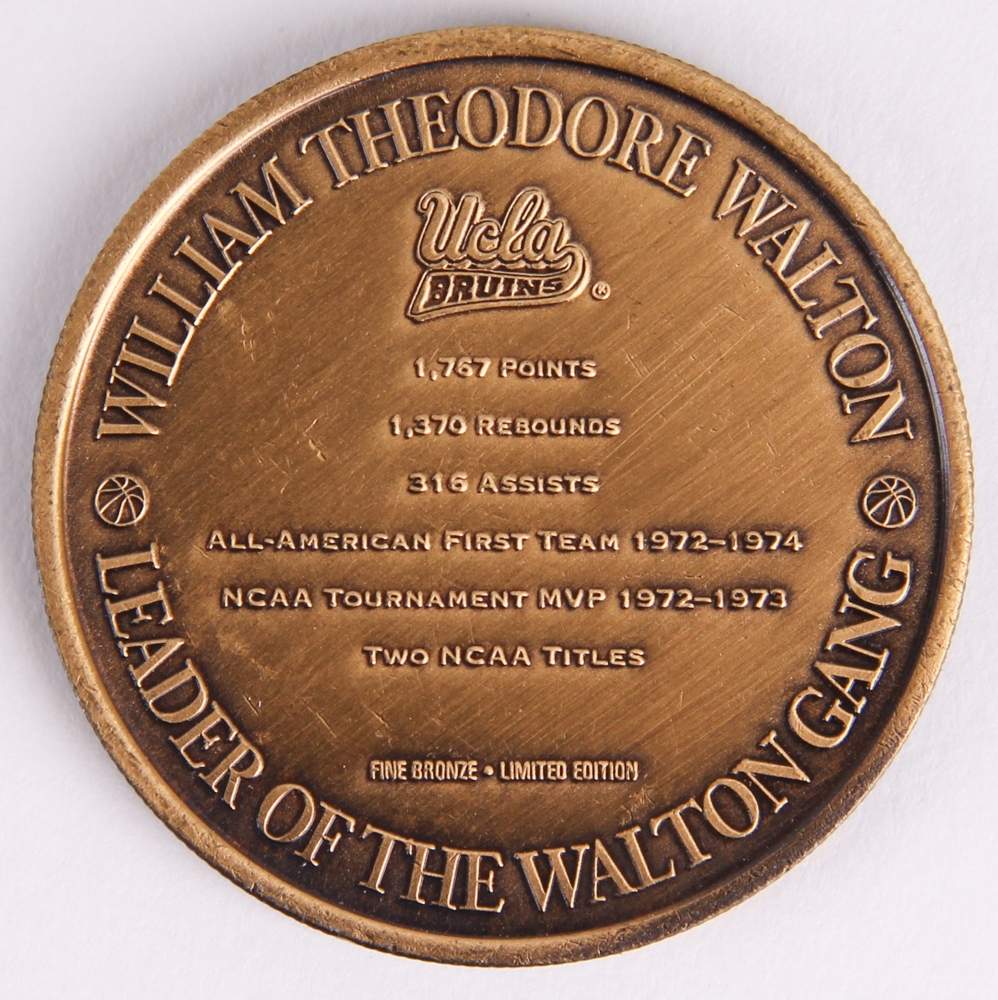 WILLIAM THEODORE WALTON
Ucla
BRUINS ®
1,767 POINTS
1,370 REBOUNDS
316 ASSISTS
ALL-AMERICAN FIRST TEAM 1972–1974
NCAA TOURNAMENT MVP 1972–1973
TWO NCAA TITLES
FINE BRONZE • LIMITED EDITION
LEADER OF THE WALTON GANG